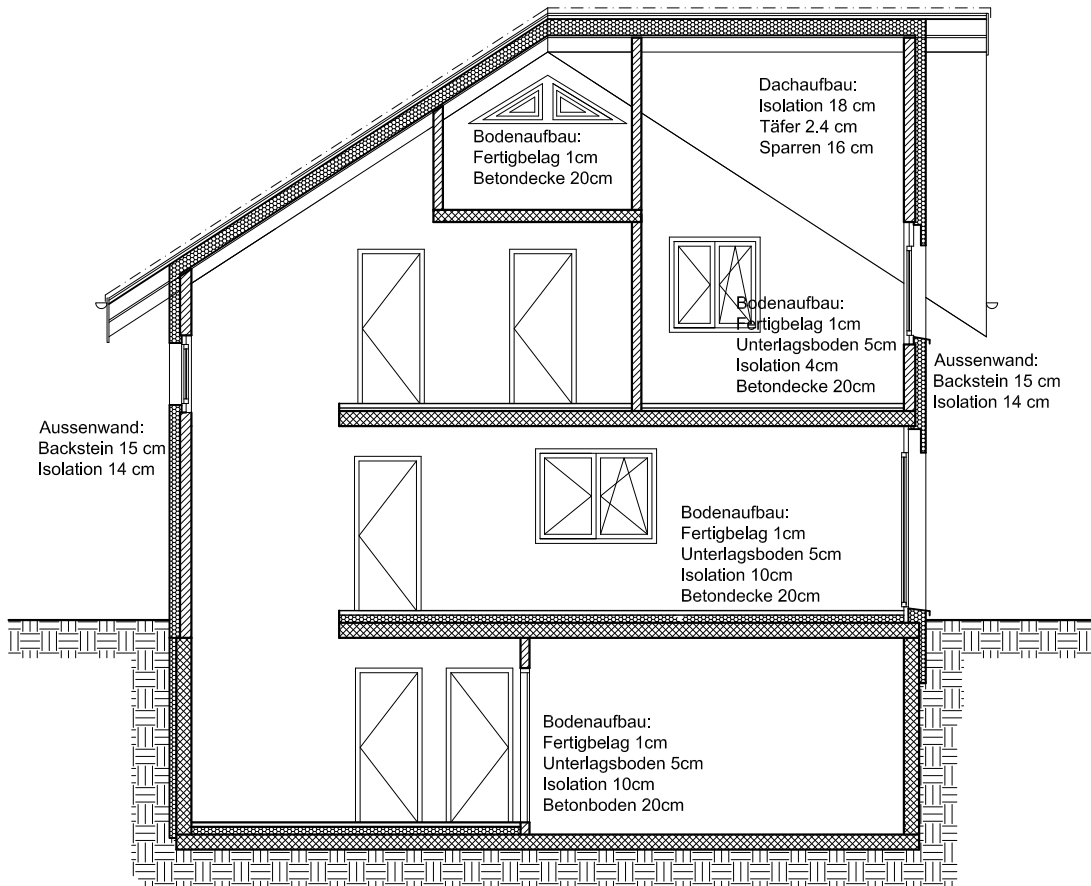 Dachaufbau:
Isolation 18 cm
Täfer 2.4 cm
Sparren 16 cm
Bodenaufbau:
Fertigbelag 1cm
Betondecke 20cm
Bodenaufbau:
Fertigbelag 1cm
Unterlagsboden 5cm
Isolation 4cm
Betondecke 20cm
Aussenwand:
Backstein 15 cm
Isolation 14 cm
Aussenwand:
Backstein 15 cm
Isolation 14 cm
Bodenaufbau:
Fertigbelag 1cm
Unterlagsboden 5cm
Isolation 10cm
Betondecke 20cm
Bodenaufbau:
Fertigbelag 1cm
Unterlagsboden 5cm
Isolation 10cm
Betonboden 20cm